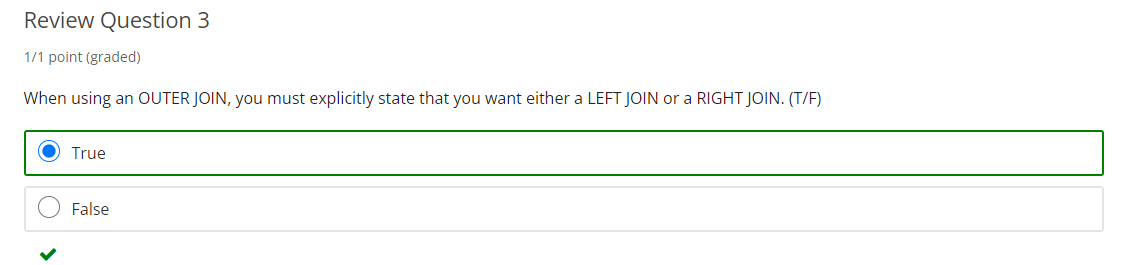 Review Question 3
1/1 point (graded)
When using an OUTER JOIN, you must explicitly state that you want either a LEFT JOIN or a RIGHT JOIN. (T/F)
True
False